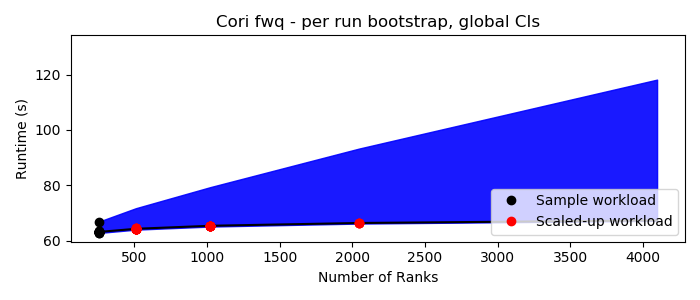 Cori fwq - per run bootstrap, global CIs
Runtime (s)
120
100
80
60
Sample workload
Scaled-up workload
500
1000
1500
2000
2500
3000
3500
4000
Number of Ranks